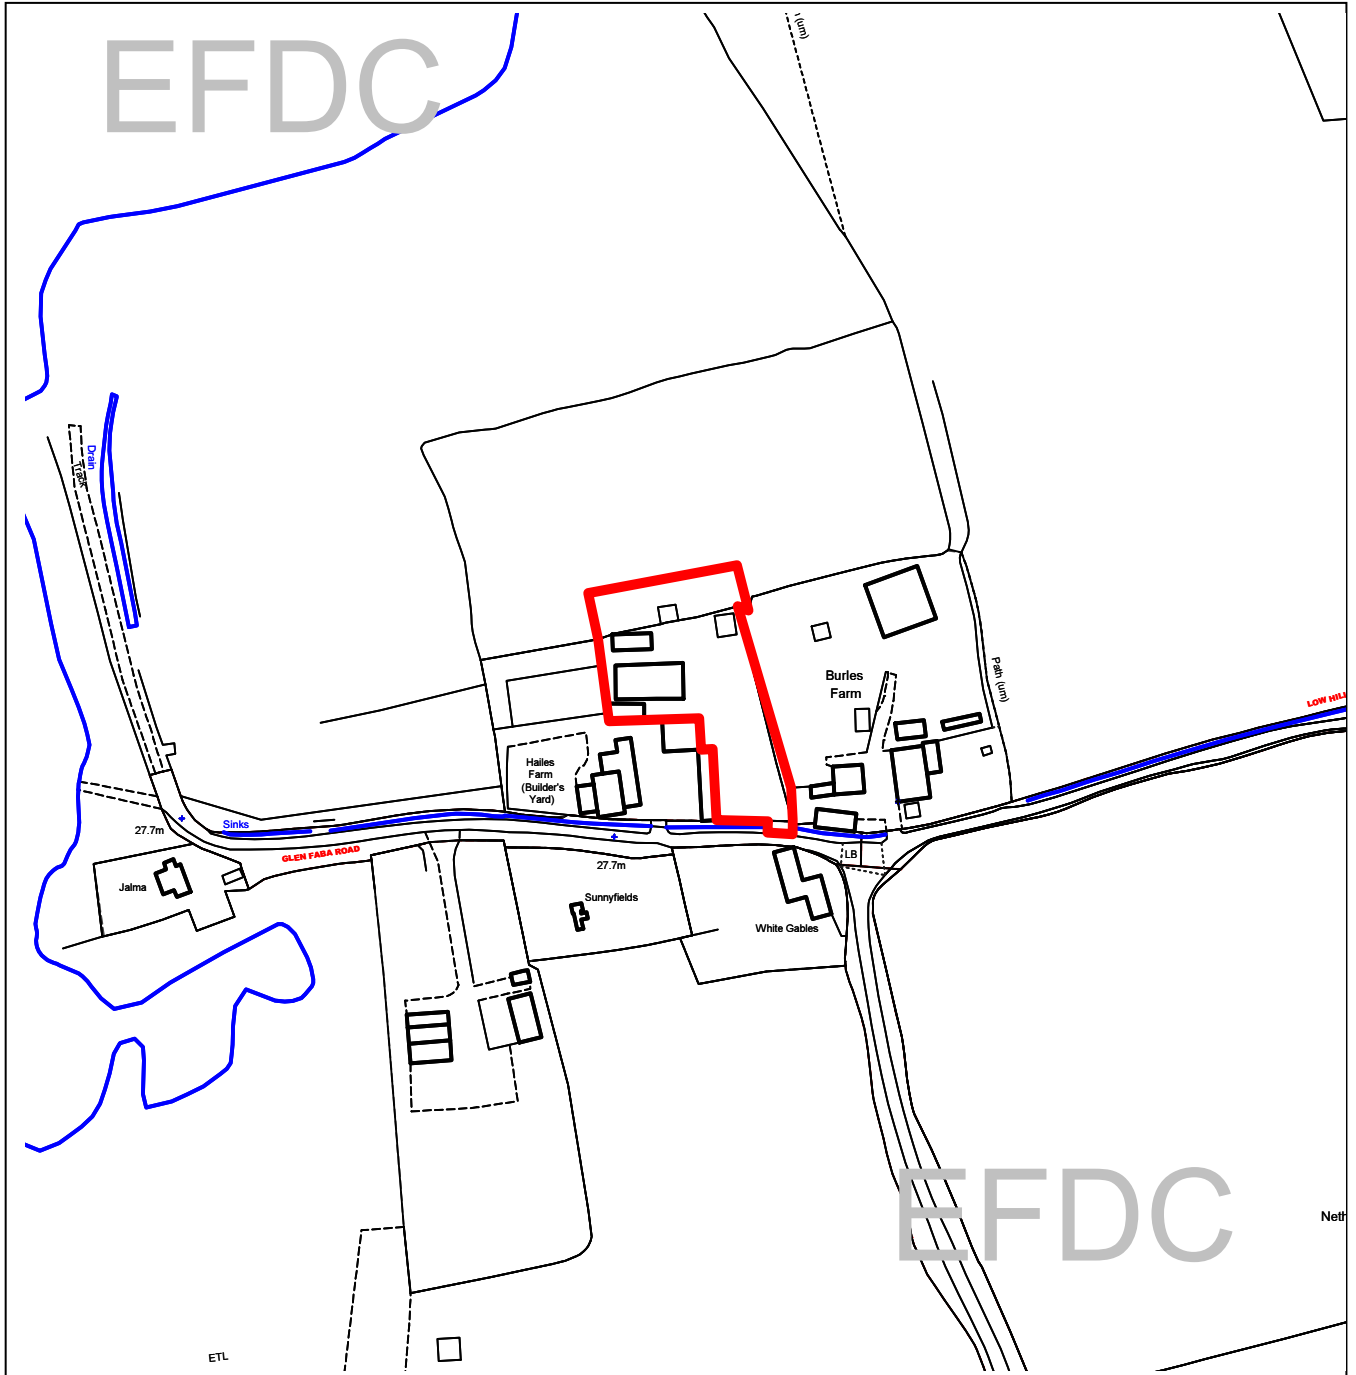 EFDC
(um)
Drain
Track
Path (um)
Burles
Farm
LOW HILL
Hailes
Farm
(Builder's
Yard)
Sinks
27.7m
GLEN FABA ROAD
27.7m
LB
Jalma
Sunnyfields
White Gables
EFDC
Neth
ETL